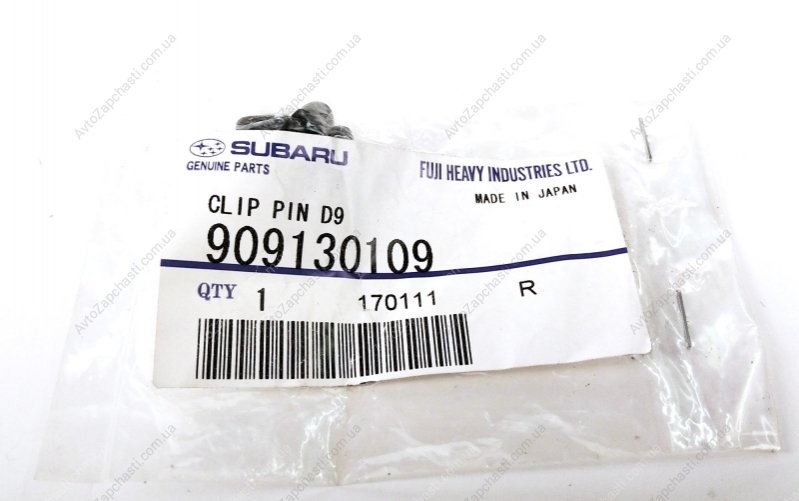 SUBARU
GENUINE PARTS
FUJI HEAVY INDUSTRIES LTD.
MADE IN JAPAN
CLIP PIN D9
909130109
QTY 1
170111
R
AvtoZapchasti.com.ua